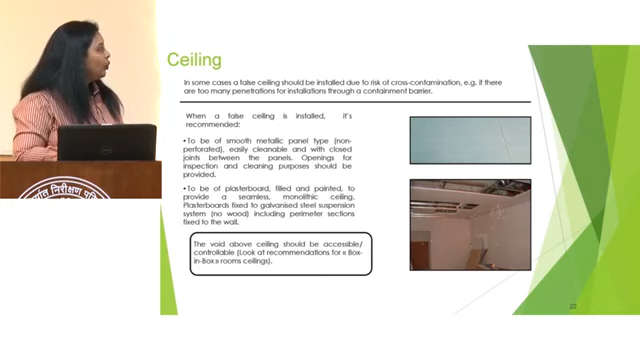 Ceiling
In some cases a false ceiling should be installed due to risk of cross-contamination, e.g. if there
are too many penetrations for installations through a containment barrier.
When a false ceiling is installed, it's
recommended:
• To be of smooth metallic panel type (non-
perforated), easily cleanable and with closed
joints between the panels. Openings for
inspection and cleaning purposes should be
provided.
• To be of plasterboard, filled and painted, to
provide a seamless, monolithic ceiling.
Plasterboards fixed to galvanised steel suspension
system (no wood) including perimeter sections
fixed to the wall.
The void above ceiling should be accessible/
controllable (Look at recommendations for « Box-
in-Box» rooms ceilings).
निर्यात निरीक्षण